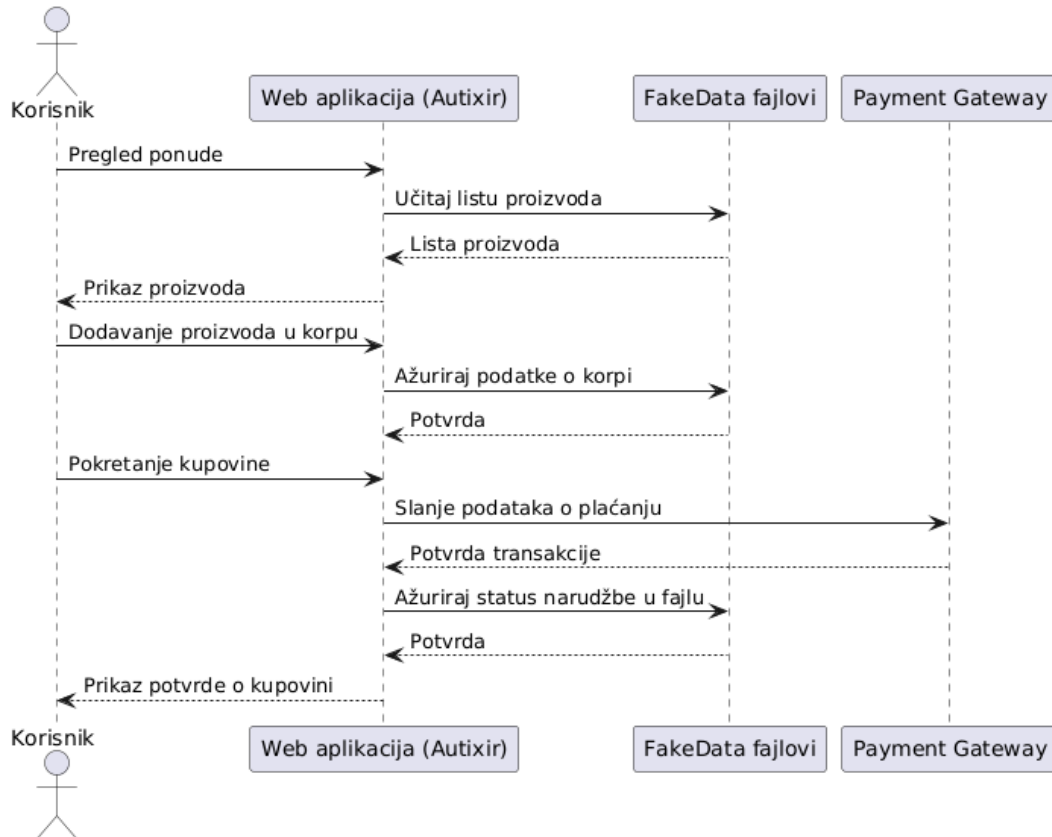 Korisnik
Web aplikacija (Autixir)
FakeData fajlovi
Payment Gateway
Pregled ponude
Učitaj listu proizvoda
Lista proizvoda
Prikaz proizvoda
Dodavanje proizvoda u korpu
Ažuriraj podatke o korpi
Potvrda
Pokretanje kupovine
Slanje podataka o plaćanju
Potvrda transakcije
Ažuriraj status narudžbe u fajlu
Potvrda
Prikaz potvrde o kupovini
Korisnik
Web aplikacija (Autixir)
FakeData fajlovi
Payment Gateway